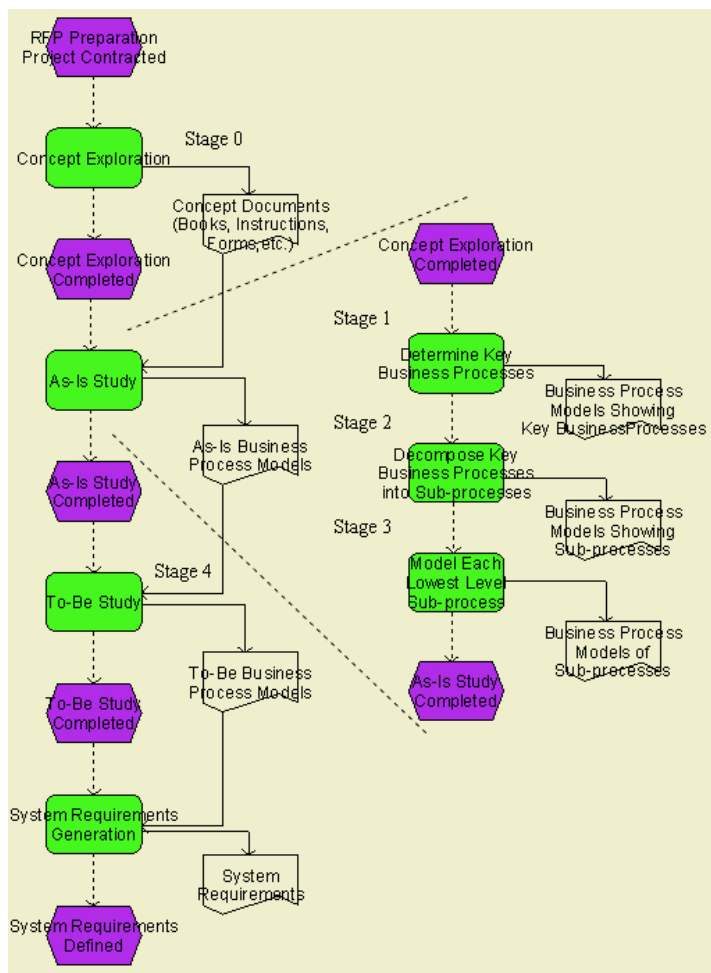 RFP Preparation
Project Contracted
Stage 0
Concept Exploration
Concept Documents
(Books, Instructions,
Forms,etc.)
Concept Exploration
Completed
As-Is Study
As-Is Business
Process Models
As-Is Study
Completed
Stage 4
To-Be Study
To-Be Business
Process Models
To-Be Study
Completed
System Requirements
Generation
System
Requirements
System Requirements
Defined
Concept Exploration
Completed
Stage 1
Determine Key
Business Processes
Business Process
Models Showing
Key BusinessProcesses
Stage 2
Decompose Key
Business Processes
into Sub-processes
Business Process
Models Showing
Sub-processes
Stage 3
Model Each
Lowest Level
Sub-process
Business Process
Models of
Sub-processes
As-Is Study
Completed